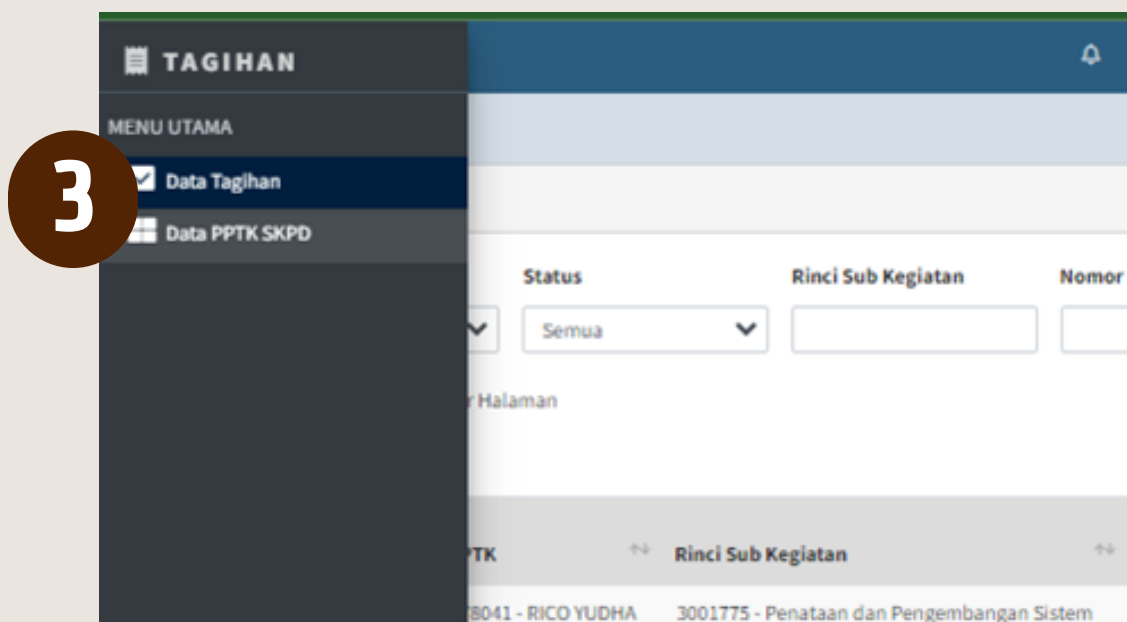 TAGIHAN
MENU UTAMA
3
Data Tagihan
Data PPTK SKPD
Status
Rinci Sub Kegiatan
Nomor
Semua
r Halaman
PTK
Rinci Sub Kegiatan
8041 - RICO YUDHA
3001775 - Penataan dan Pengembangan Sistem